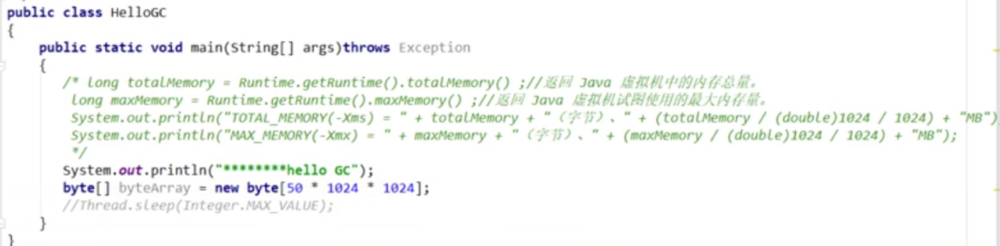 public class HelloGC
{
public static void main(String[] args)throws Exception
{
/* long totalMemory = Runtime.getRuntime().totalMemory() ;//返回 Java 虚拟机中的内存总量。
long maxMemory = Runtime.getRuntime().maxMemory() ;//返回 Java 虚拟机试图使用的最大内存量。
System.out.println("TOTAL_MEMORY(-Xms) = " + totalMemory + "（字节）、" + (totalMemory / (double)1024 / 1024) + "MB")
System.out.println("MAX_MEMORY(-Xmx) = " + maxMemory + "（字节）、" + (maxMemory / (double)1024 / 1024) + "MB");
*/
System.out.println("********hello GC");
byte[] byteArray = new byte[50 * 1024 * 1024];
//Thread.sleep(Integer.MAX_VALUE);
}
}